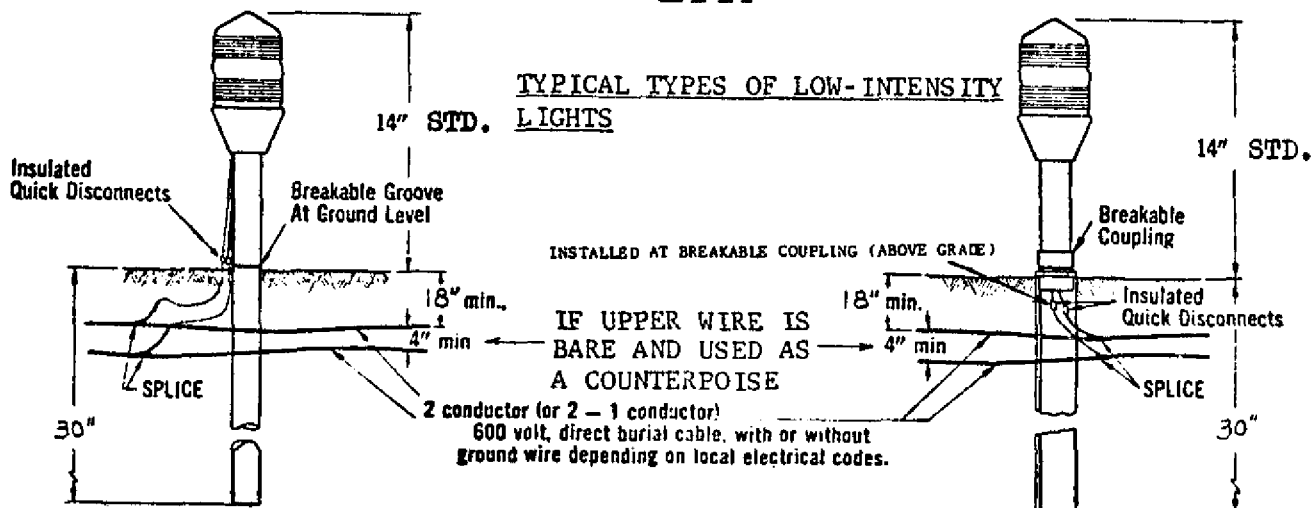 TYPICAL TYPES OF LOW-INTENSITY
LIGHTS
14" STD.
14" STD.
Insulated
Quick Disconnects
Breakable Groove
At Ground Level
Breakable
Coupling
INSTALLED AT BREAKABLE COUPLING (ABOVE GRADE)
18" min.,
18" min.
Insulated
Quick Disconnects
4" min
IF UPPER WIRE IS
BARE AND USED AS
A COUNTERPOISE
4" min
SPLICE
SPLICE
2 conductor (or 2 – 1 conductor)
600 volt, direct burial cable, with or without
ground wire depending on local electrical codes.
30"
30"